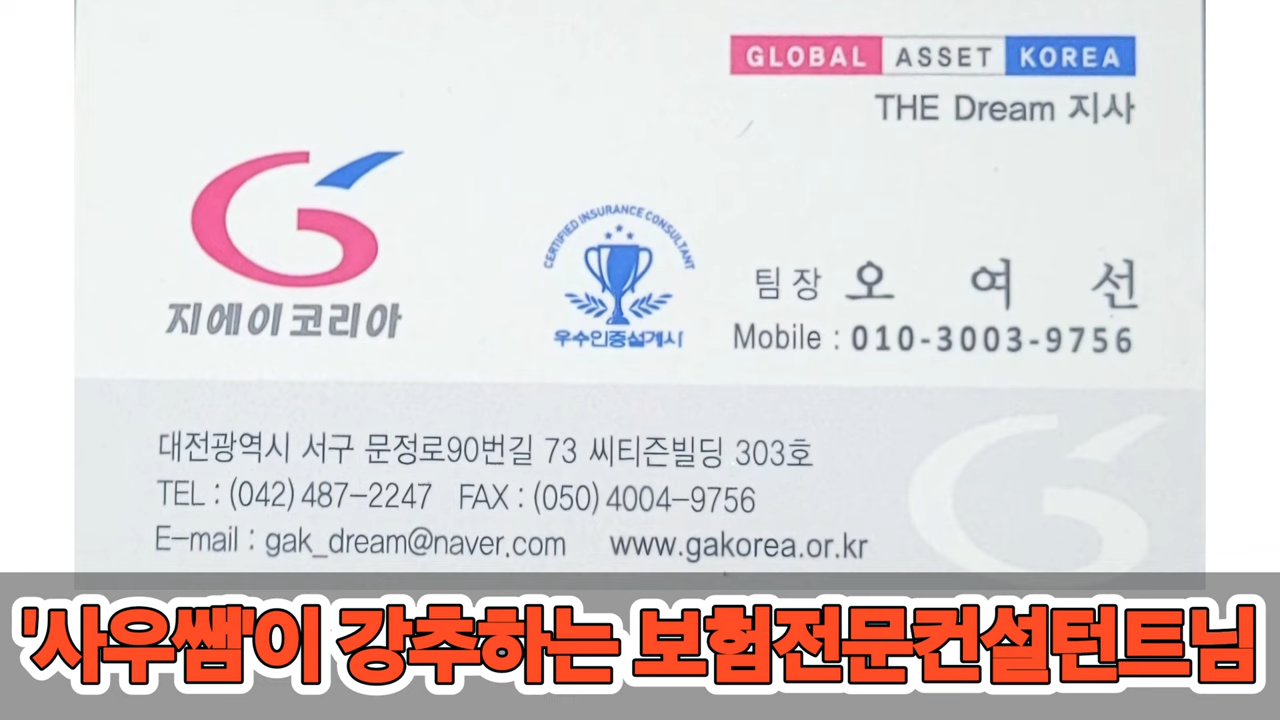 GLOBAL ASSET KOREA
THE Dream 지사
지에이코리아
CERTIFIED INSURANCE CONSULTANT
우수인증설계사
팀장 오 여 선
Mobile : 010-3003-9756
대전광역시 서구 문정로90번길 73 씨티즌빌딩 303호
TEL : (042) 487-2247 FAX : (050) 4004-9756
E-mail : gak_dream@naver.com www.gakorea.or.kr
'사우쌤'이 강추하는 보험전문컨설턴트님